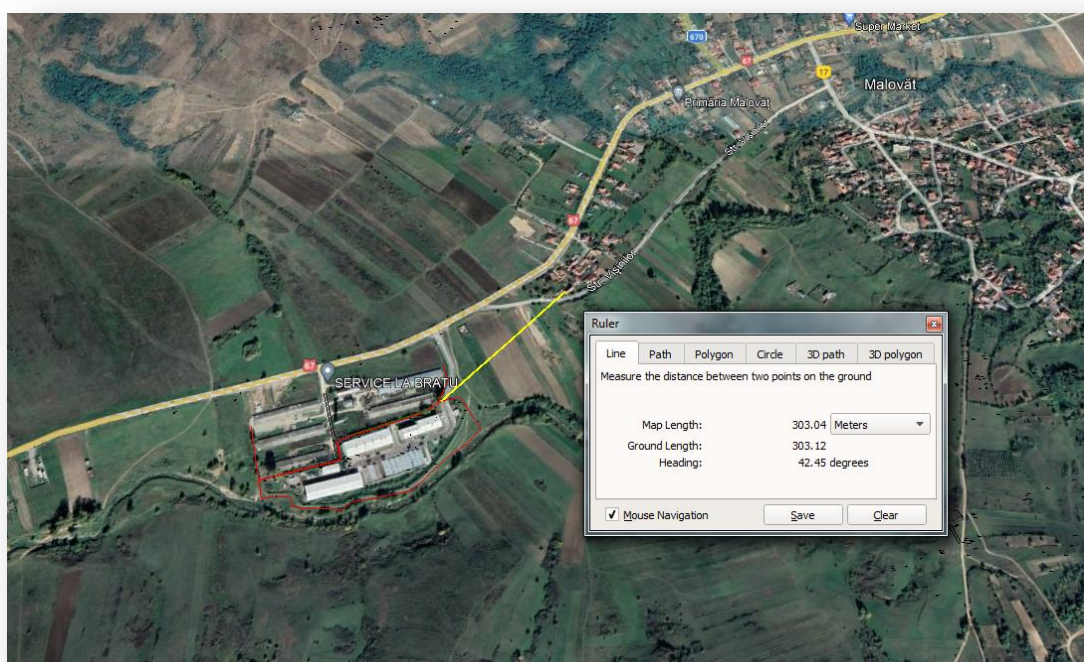 Super Market
670
67
17
Malovăț
Primăria Malovăț
67
67
SERVICE LA BRATU
Ruler
Line Path Polygon Circle 3D path 3D polygon
Measure the distance between two points on the ground
Map Length: 303.04 Meters
Ground Length: 303.12
Heading: 42.45 degrees
Mouse Navigation Save Clear